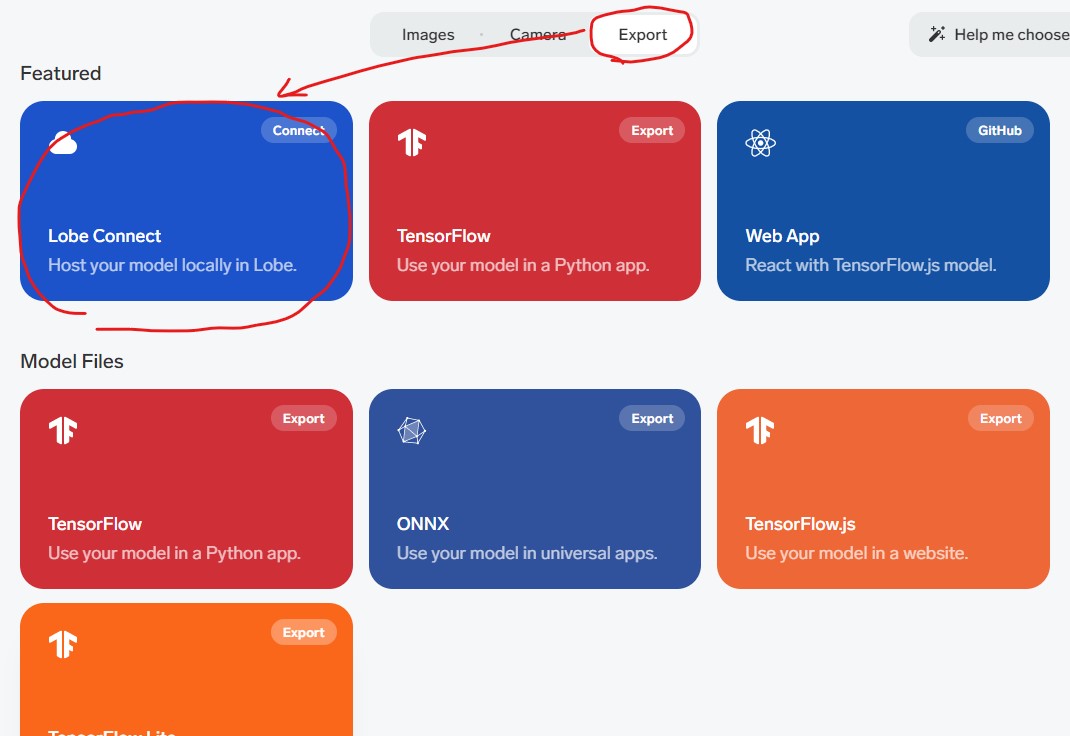 Images Camera Export
Help me choose
Featured
Connect
Lobe Connect
Host your model locally in Lobe.
Export
TensorFlow
Use your model in a Python app.
GitHub
Web App
React with TensorFlow.js model.
Model Files
Export
TensorFlow
Use your model in a Python app.
Export
ONNX
Use your model in universal apps.
Export
TensorFlow.js
Use your model in a website.
Export
TensorFlow Lite